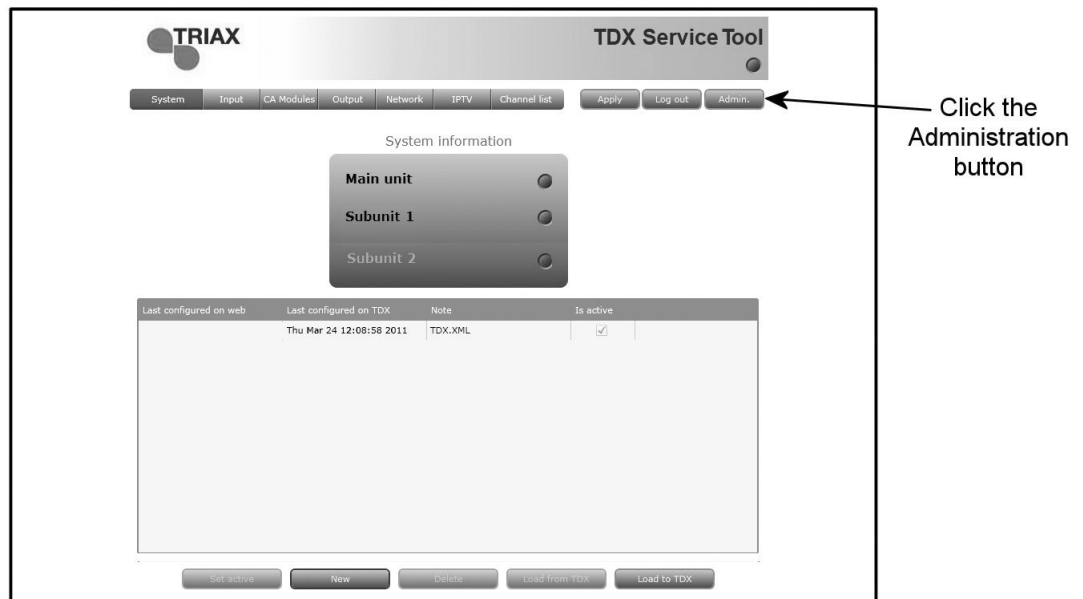 TRIAX
TDX Service Tool
System Input CA Modules Output Network IPTV Channel list Apply Log out Admin.
Click the
Administration
button
System information
Main unit
Subunit 1
Subunit 2
Last configured on web Last configured on TDX Note Is active
Thu Mar 24 12:08:58 2011 TDX.XML
Set active New Delete Load from TDX Load to TDX